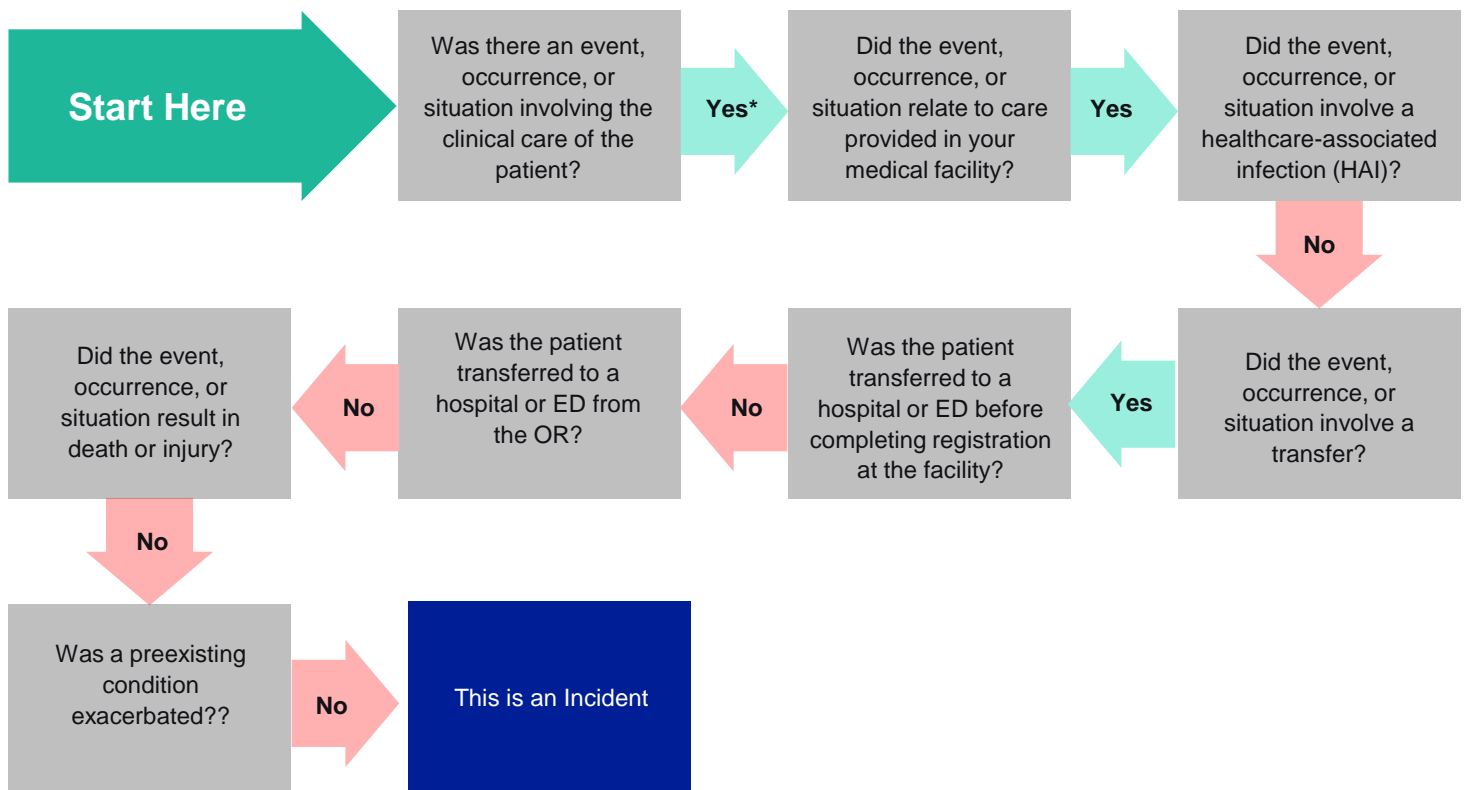 Start Here
Was there an event,
occurrence, or
situation involving the
clinical care of the
patient?
Yes*
Did the event,
occurrence, or
situation relate to care
provided in your
medical facility?
Yes
Did the event,
occurrence, or
situation involve a
healthcare-associated
infection (HAI)?
No
Did the event,
occurrence, or
situation involve a
transfer?
Yes
Was the patient
transferred to a
hospital or ED before
completing registration
at the facility?
No
Was the patient
transferred to a
hospital or ED from
the OR?
No
Did the event,
occurrence, or
situation result in
death or injury?
No
Was a preexisting
condition
exacerbated??
No
This is an Incident